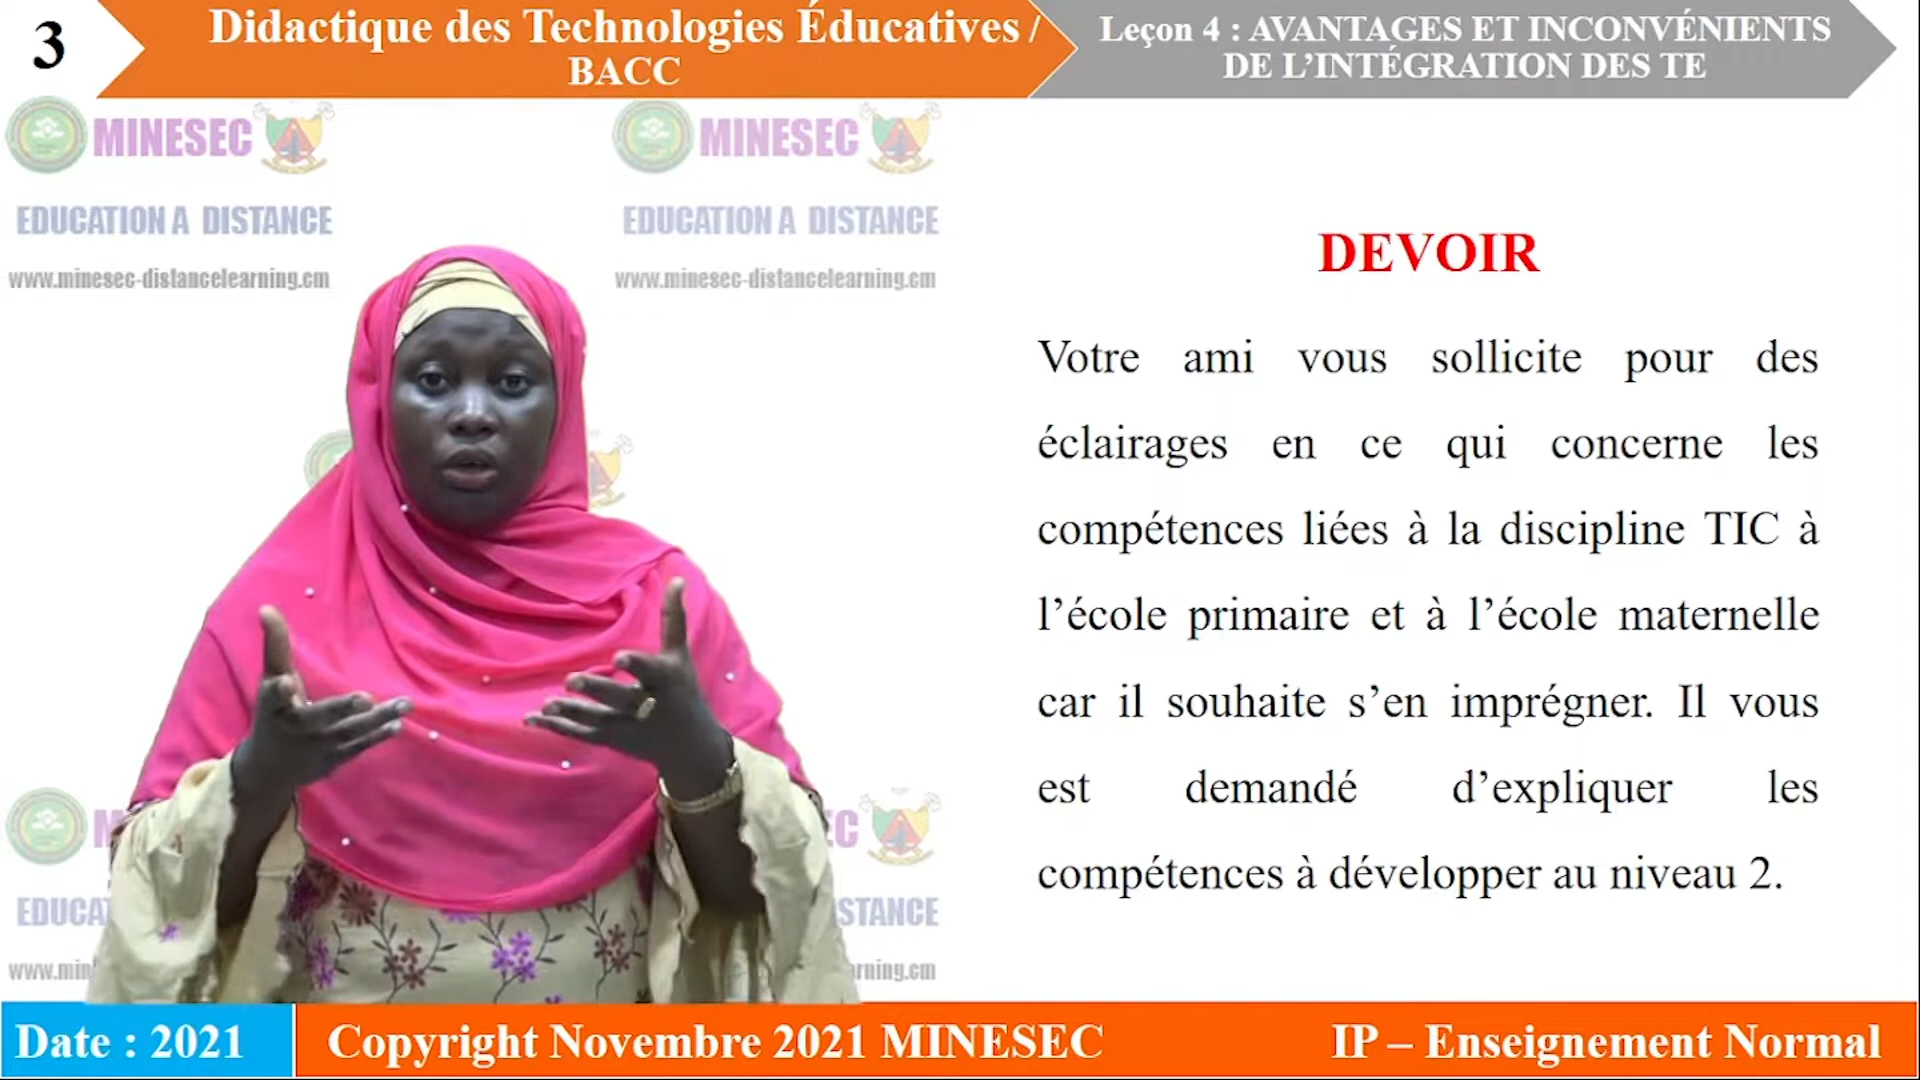 3
Didactique des Technologies Éducatives /
BACC
Leçon 4 : AVANTAGES ET INCONVÉNIENTS
DE L’INTÉGRATION DES TE
MINESEC
MINESEC
EDUCATION A DISTANCE
EDUCATION A DISTANCE
www.minesec-distancelearning.cm
www.minesec-distancelearning.cm
DEVOIR
Votre ami vous sollicite pour des
éclairages en ce qui concerne les
compétences liées à la discipline TIC à
l’école primaire et à l’école maternelle
car il souhaite s’en imprégner. Il vous
est demandé d’expliquer les
compétences à développer au niveau 2.
Date : 2021
Copyright Novembre 2021 MINESEC
IP – Enseignement Normal